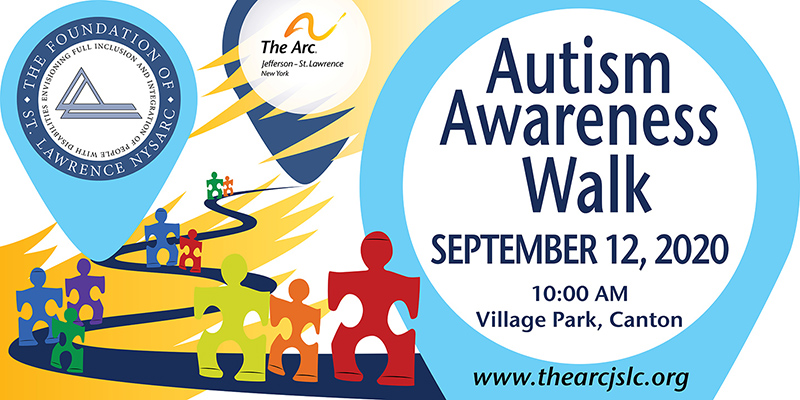 THE FOUNDATION OF
ST. LAWRENCE NYSARC
ENVISIONING FULL INCLUSION AND INTEGRATION OF PEOPLE WITH DISABILITIES
The Arc.
Jefferson – St. Lawrence
New York
Autism
Awareness
Walk
SEPTEMBER 12, 2020
10:00 AM
Village Park, Canton
www.thearcjslc.org